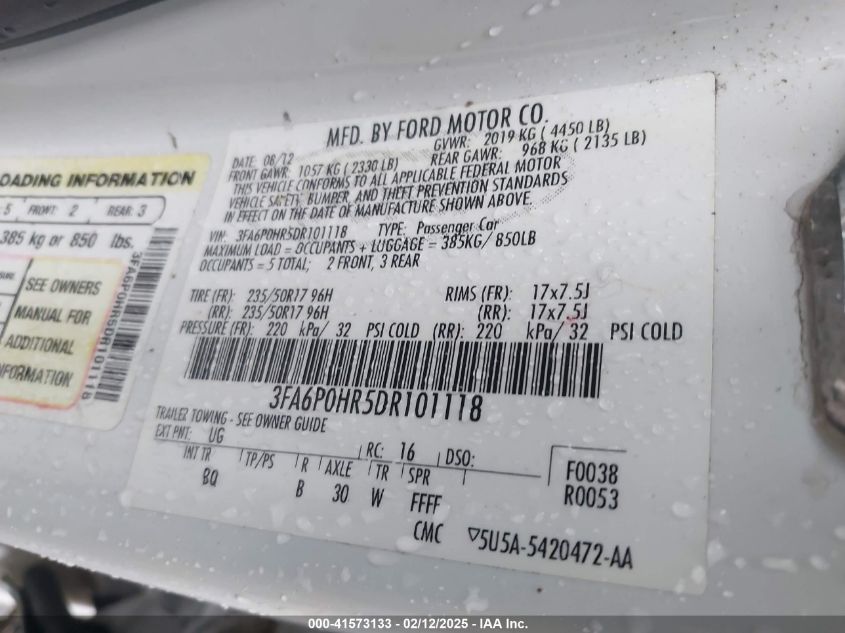 MFD. BY FORD MOTOR CO.
DATE: 08/12 GVWR: 2019 KG ( 4450 LB)
FRONT GAWR: 1057 KG ( 2330 LB) REAR GAWR: 968 KG ( 2135 LB)
THIS VEHICLE CONFORMS TO ALL APPLICABLE FEDERAL MOTOR
VEHICLE SAFETY, BUMPER, AND THEFT PREVENTION STANDARDS
IN EFFECT ON THE DATE OF MANUFACTURE SHOWN ABOVE.
VIN: 3FA6P0HR5DR101118 TYPE: Passenger Car
MAXIMUM LOAD = OCCUPANTS + LUGGAGE = 385KG/ 850LB
OCCUPANTS = 5 TOTAL; 2 FRONT, 3 REAR
TIRE (FR): 235/50R17 96H RIMS (FR): 17x7.5J
(RR): 235/50R17 96H (RR): 17x7.5J
PRESSURE (FR): 220 kPa/ 32 PSI COLD (RR): 220 kPa/ 32 PSI COLD
3FA6P0HR5DR101118
TRAILER TOWING - SEE OWNER GUIDE
EXT PNT: UG RC: 16 DSO:
INT TR TP/PS R AXLE TR SPR
BQ B 30 W FFFF
F0038
R0053
CMC ▽5U5A-5420472-AA
OADING INFORMATION
5 FRONT: 2 REAR: 3
385 kg or 850 lbs.
SEE OWNERS
MANUAL FOR
ADDITIONAL
NFORMATION
3FA6P0HR5DR101118
000-41573133 - 02/12/2025 - IAA Inc.